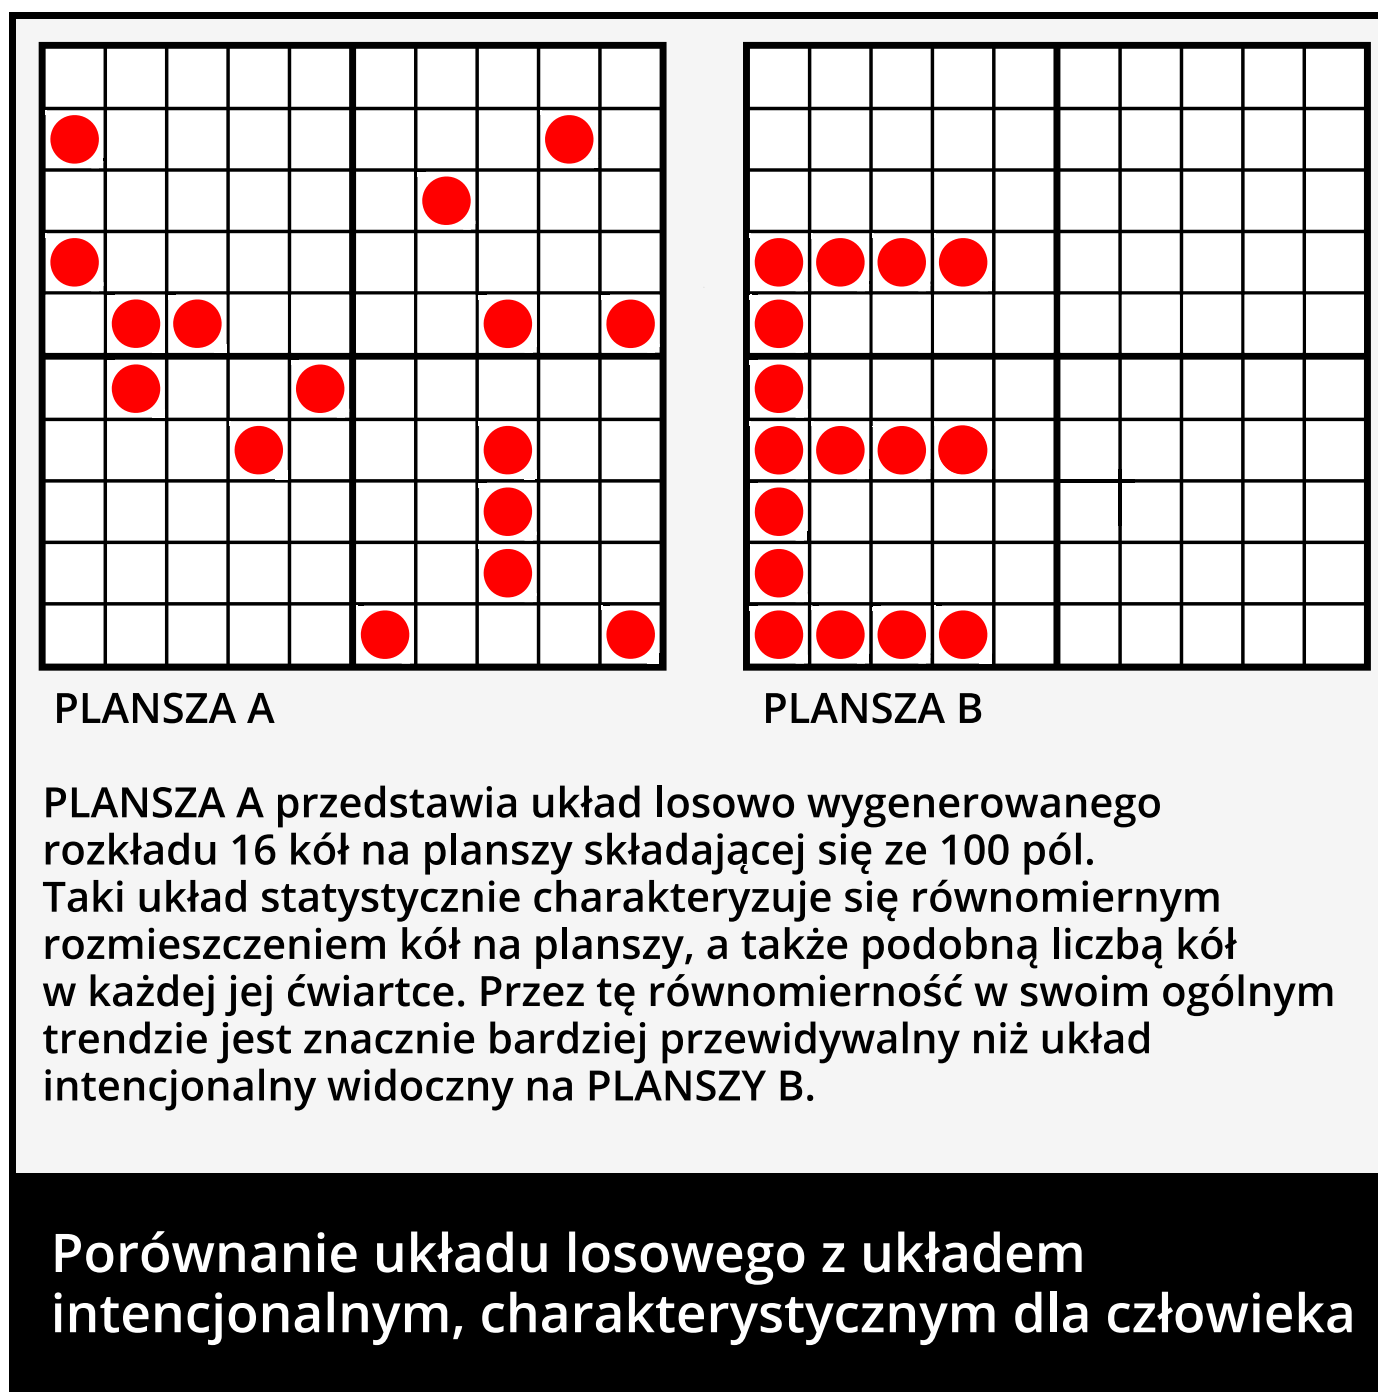 PLANSZA A
PLANSZA B
PLANSZA A przedstawia układ losowo wygenerowanego
rozkładu 16 kół na planszy składającej się ze 100 pól.
Taki układ statystycznie charakteryzuje się równomiernym
rozmieszczeniem kół na planszy, a także podobną liczbą kół
w każdej jej ćwiartce. Przez tę równomierność w swoim ogólnym
trendzie jest znacznie bardziej przewidywalny niż układ
intencjonalny widoczny na PLANSZY B.
Porównanie układu losowego z układem
intencjonalnym, charakterystycznym dla człowieka